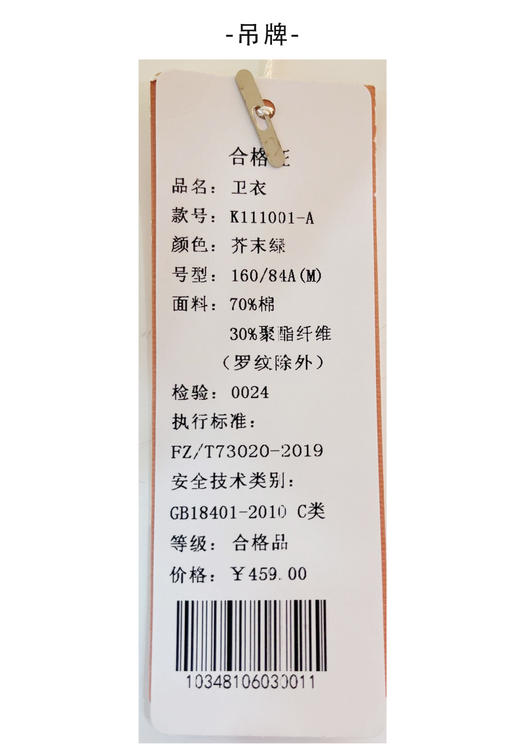 -吊牌-
合格证
品名：卫衣
款号：K111001-A
颜色：芥末绿
号型：160/84A(M)
面料：70%棉
30%聚酯纤维
（罗纹除外）
检验：0024
执行标准：
FZ/T73020-2019
安全技术类别：
GB18401-2010 C类
等级：合格品
价格：￥459.00
10348106030011